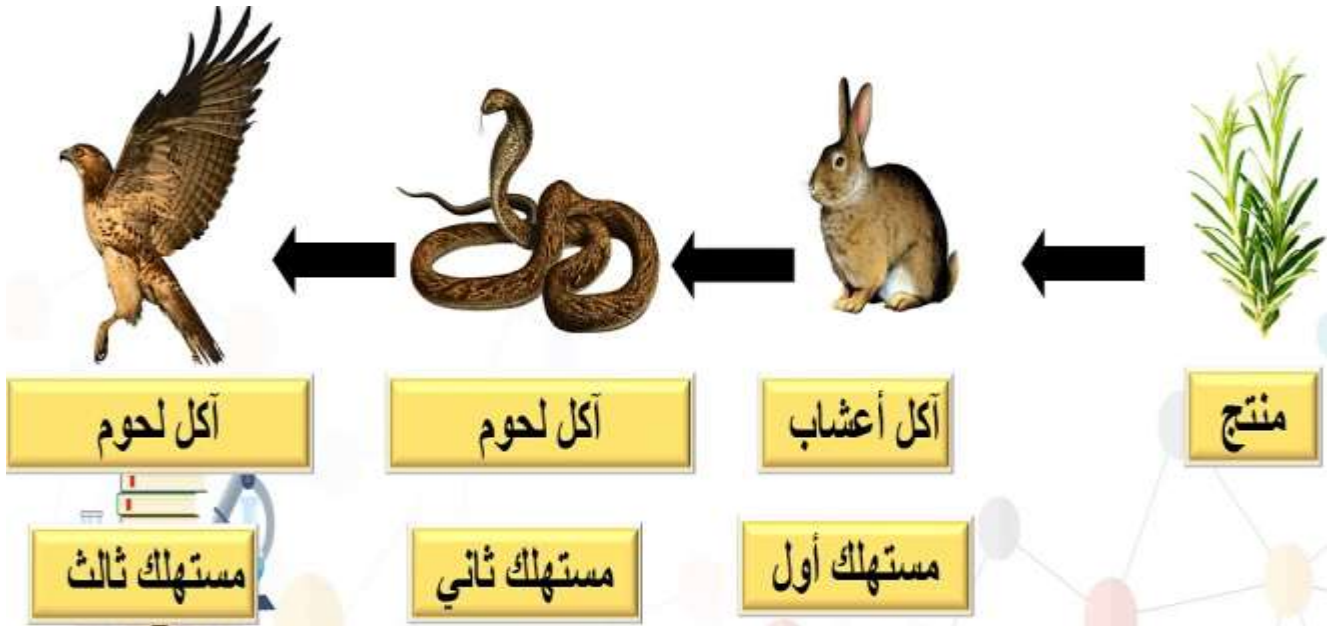 منتج
آكل أعشاب
آكل لحوم
آكل لحوم
مستهلك أول
مستهلك ثاني
مستهلك ثالث